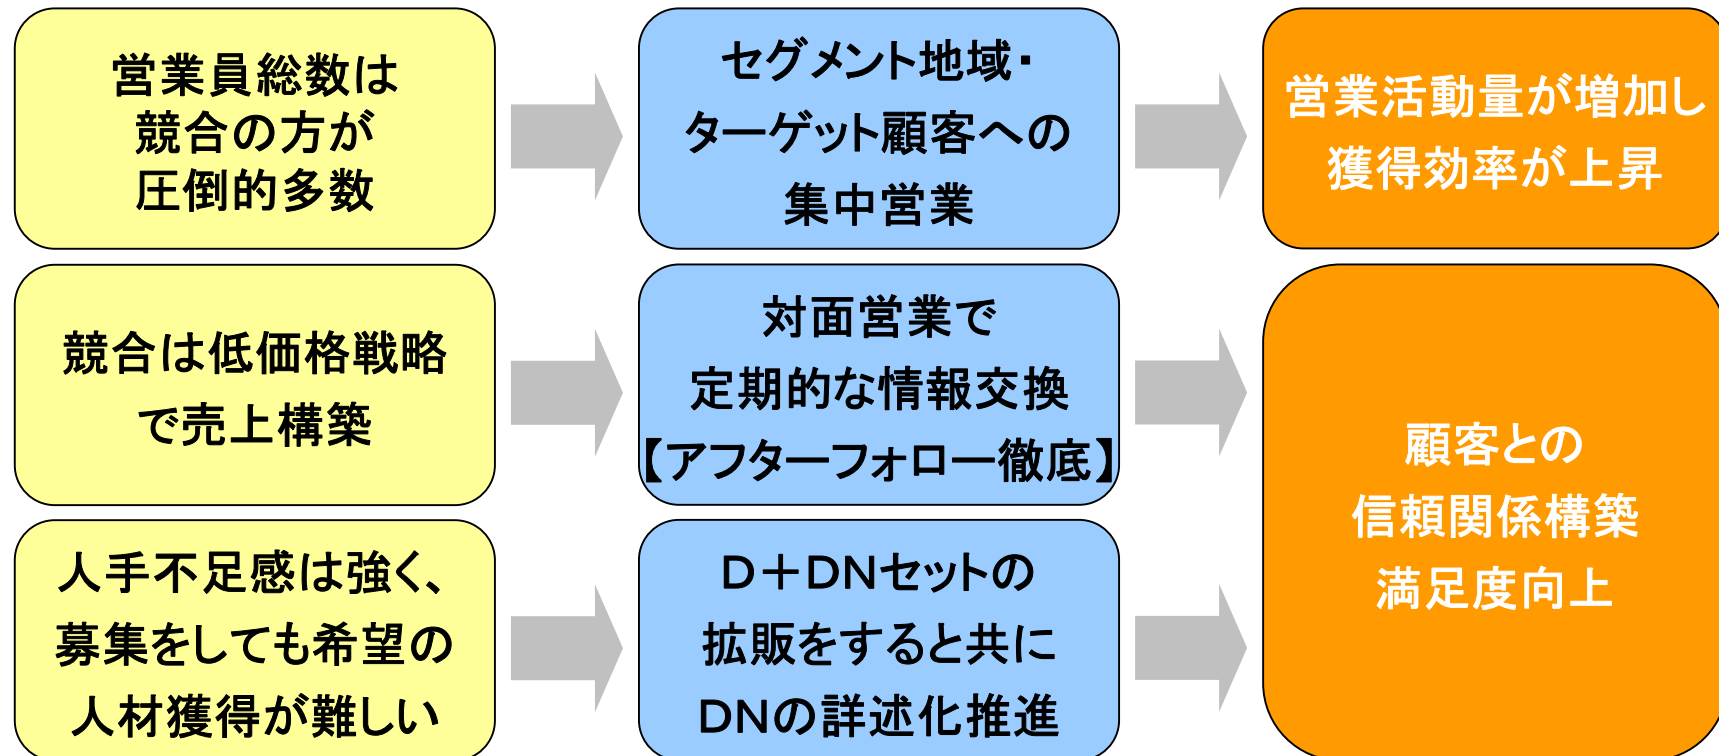 営業員総数は
競合の方が
圧倒的多数
セグメント地域・
ターゲット顧客への
集中営業
営業活動量が増加し
獲得効率が上昇
競合は低価格戦略
で売上構築
対面営業で
定期的な情報交換
【アフターフォロー徹底】
顧客との
信頼関係構築
満足度向上
人手不足感は強く、
募集をしても希望の
人材獲得が難しい
D＋DNセットの
拡販をすると共に
DNの詳述化推進